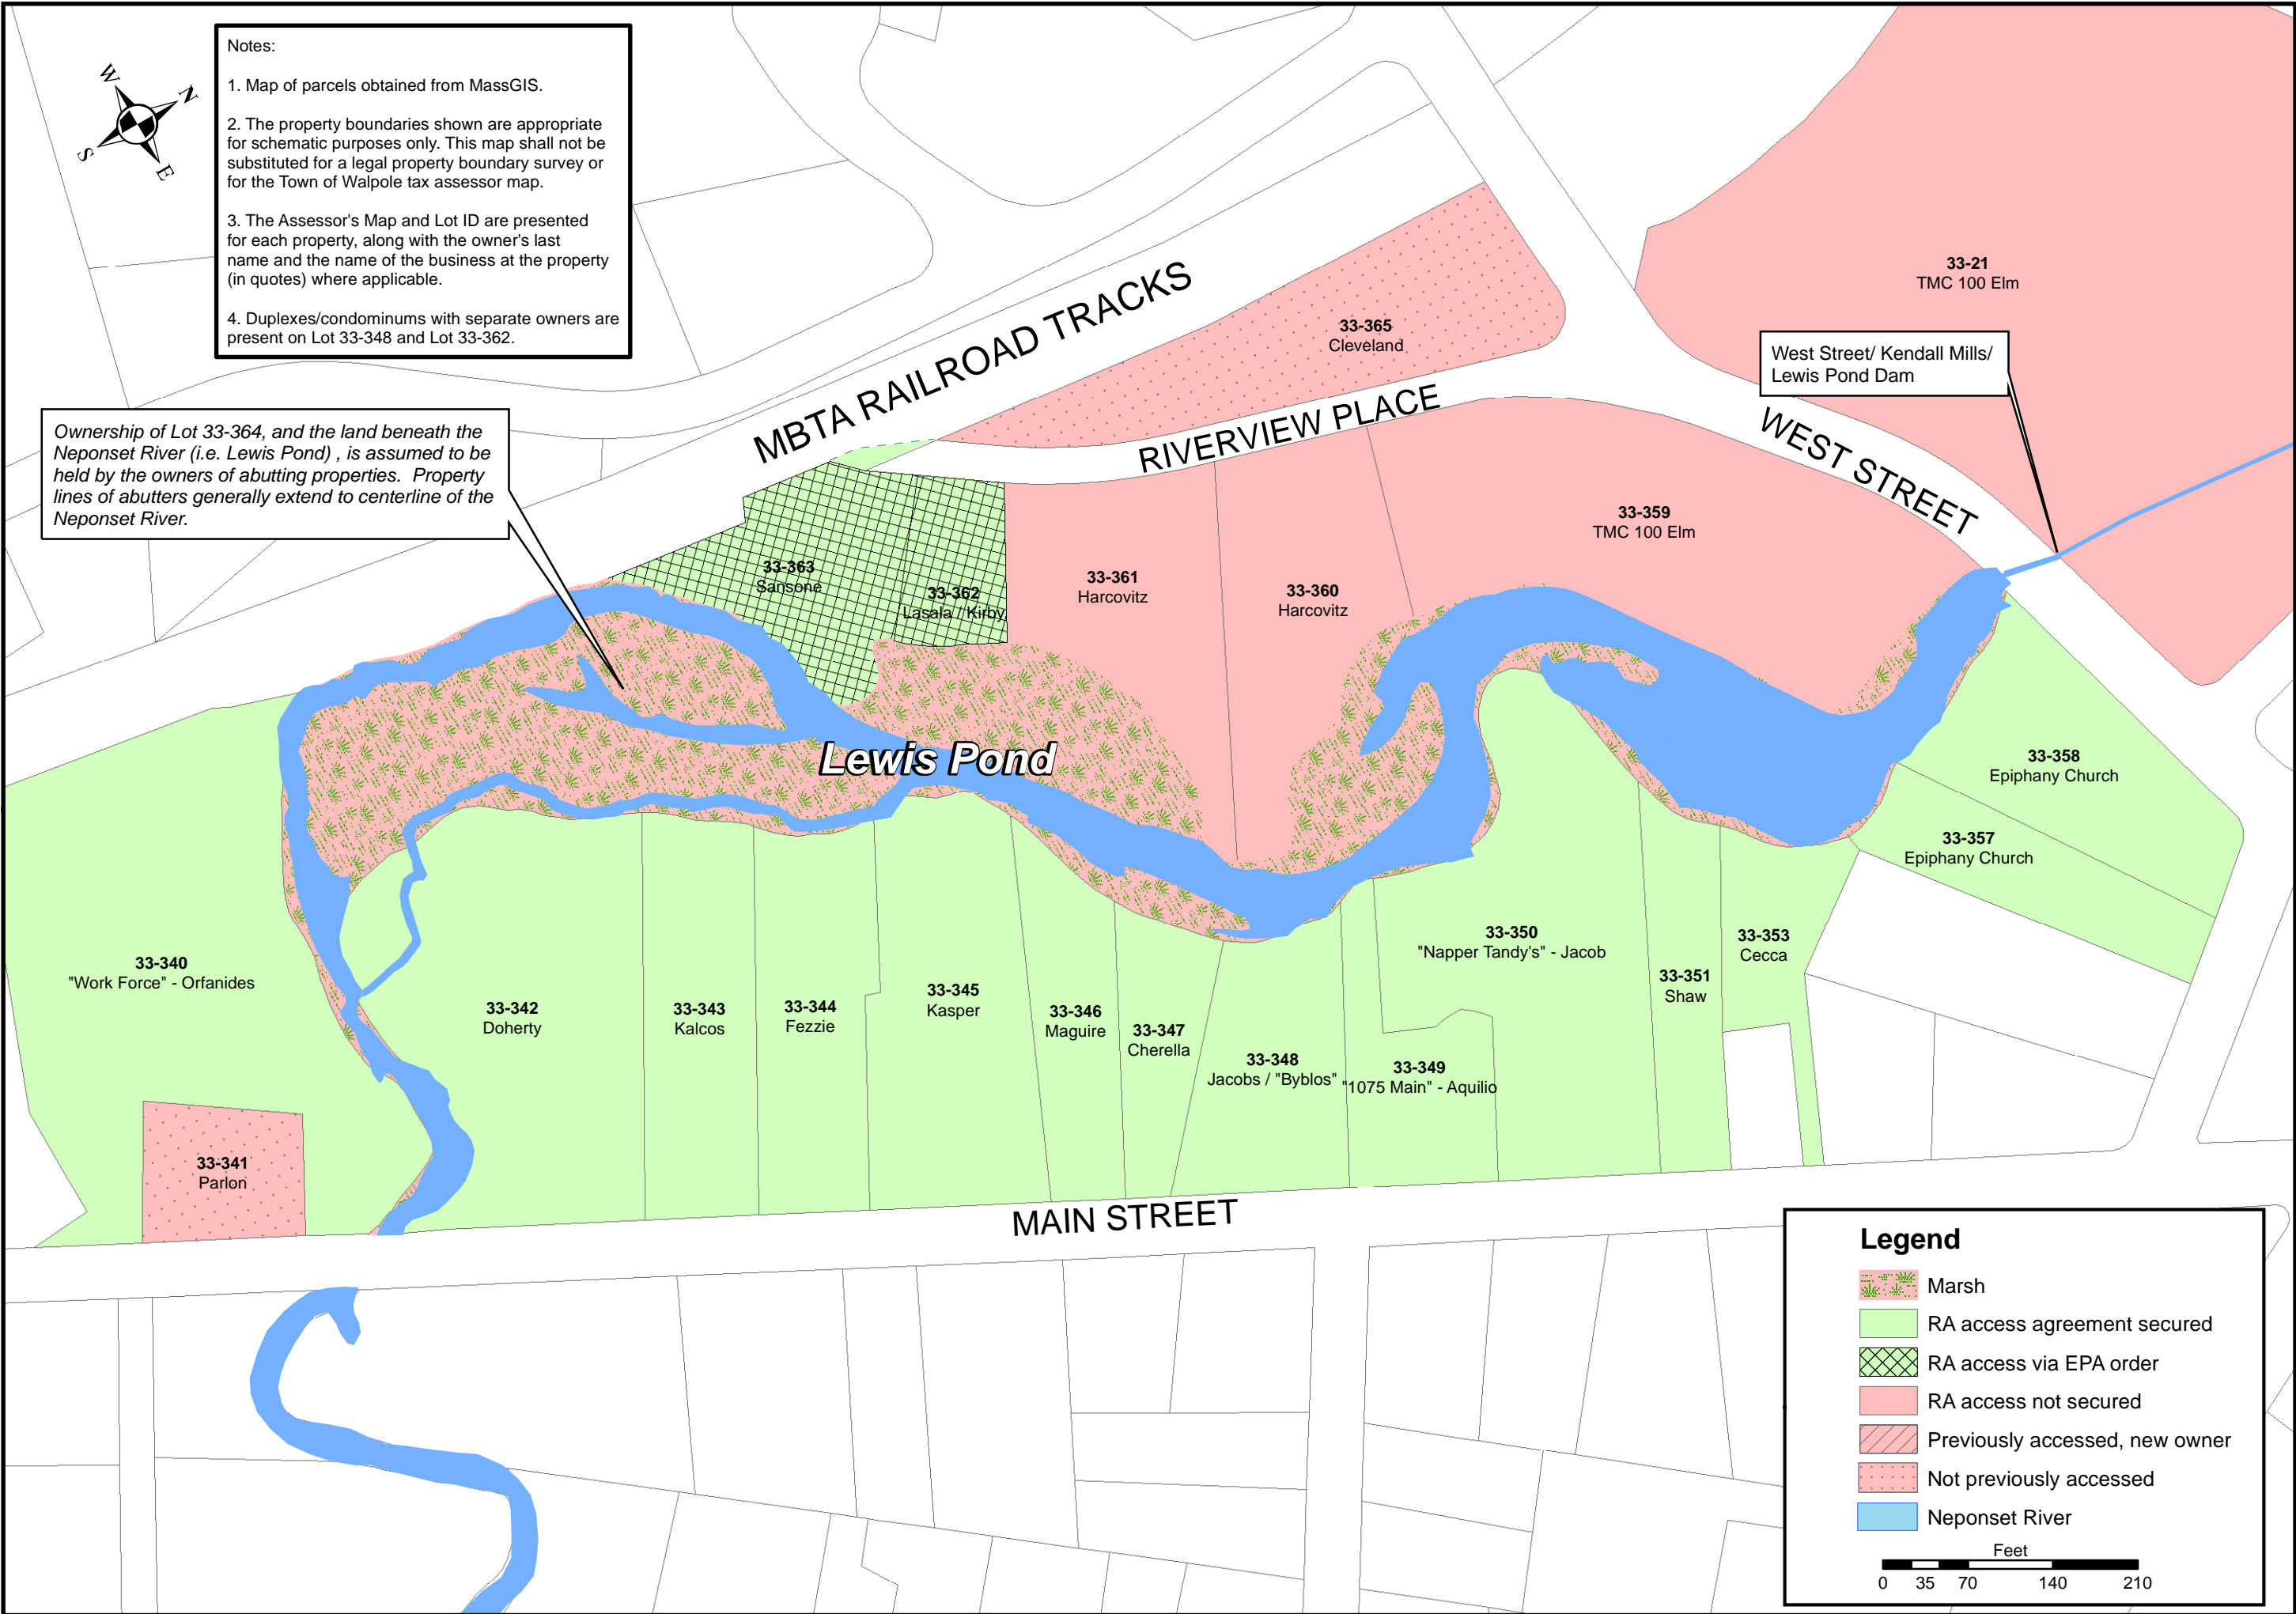 Notes:
1. Map of parcels obtained from MassGIS.
2. The property boundaries shown are appropriate
for schematic purposes only. This map shall not be
substituted for a legal property boundary survey or
for the Town of Walpole tax assessor map.
3. The Assessor's Map and Lot ID are presented
for each property, along with the owner's last
name and the name of the business at the property
(in quotes) where applicable.
4. Duplexes/condominums with separate owners are
present on Lot 33-348 and Lot 33-362.
W
N
S
E
Ownership of Lot 33-364, and the land beneath the
Neponset River (i.e. Lewis Pond) , is assumed to be
held by the owners of abutting properties. Property
lines of abutters generally extend to centerline of the
Neponset River.
MBTA RAILROAD TRACKS
33-21
TMC 100 Elm
33-365
Cleveland
West Street/ Kendall Mills/
Lewis Pond Dam
RIVERVIEW PLACE
WEST STREET
33-359
TMC 100 Elm
33-363
Sansone
33-362
Lasala / Kirby
33-361
Harcovitz
33-360
Harcovitz
Lewis Pond
33-358
Epiphany Church
33-357
Epiphany Church
33-340
"Work Force" - Orfanides
33-342
Doherty
33-343
Kalcos
33-344
Fezzie
33-345
Kasper
33-346
Maguire
33-347
Cherella
33-348
Jacobs / "Byblos"
33-349
"1075 Main" - Aquilio
33-350
"Napper Tandy's" - Jacob
33-351
Shaw
33-353
Cecca
33-341
Parlon
MAIN STREET
Legend
Marsh
RA access agreement secured
RA access via EPA order
RA access not secured
Previously accessed, new owner
Not previously accessed
Neponset River
Feet
0 35 70 140 210